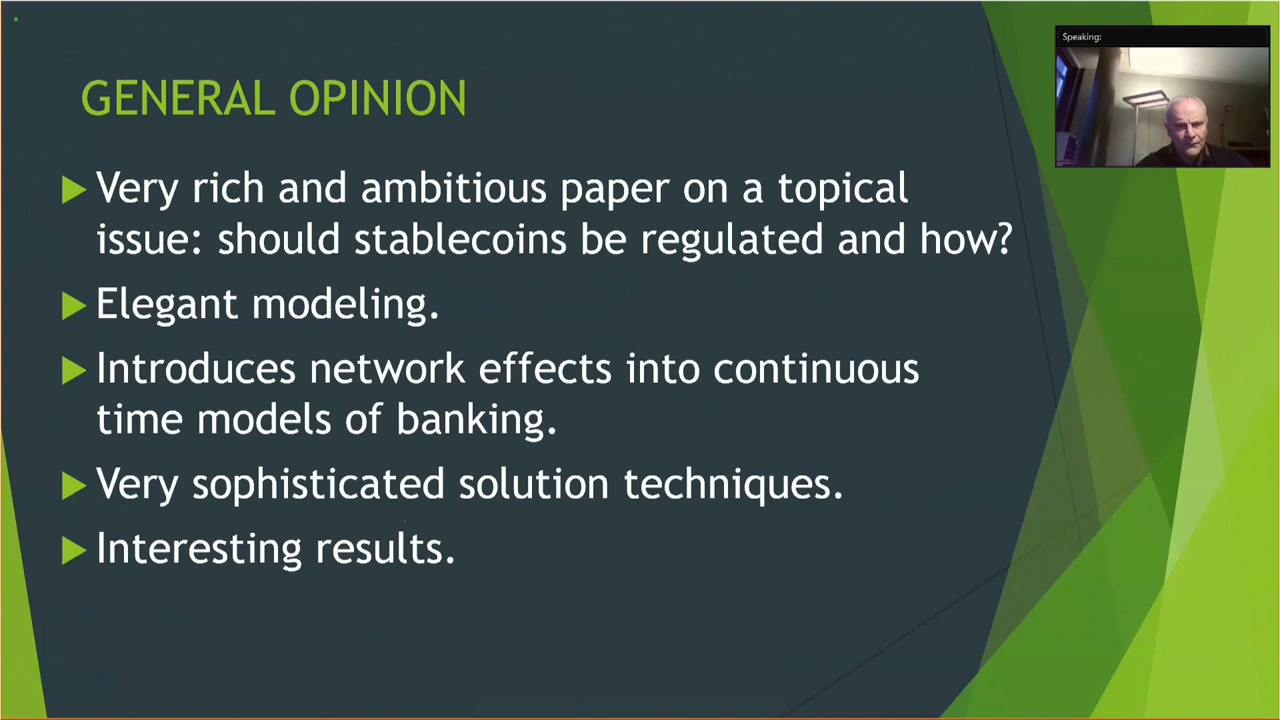 Speaking:
GENERAL OPINION
Very rich and ambitious paper on a topical
issue: should stablecoins be regulated and how?
Elegant modeling.
Introduces network effects into continuous
time models of banking.
Very sophisticated solution techniques.
Interesting results.